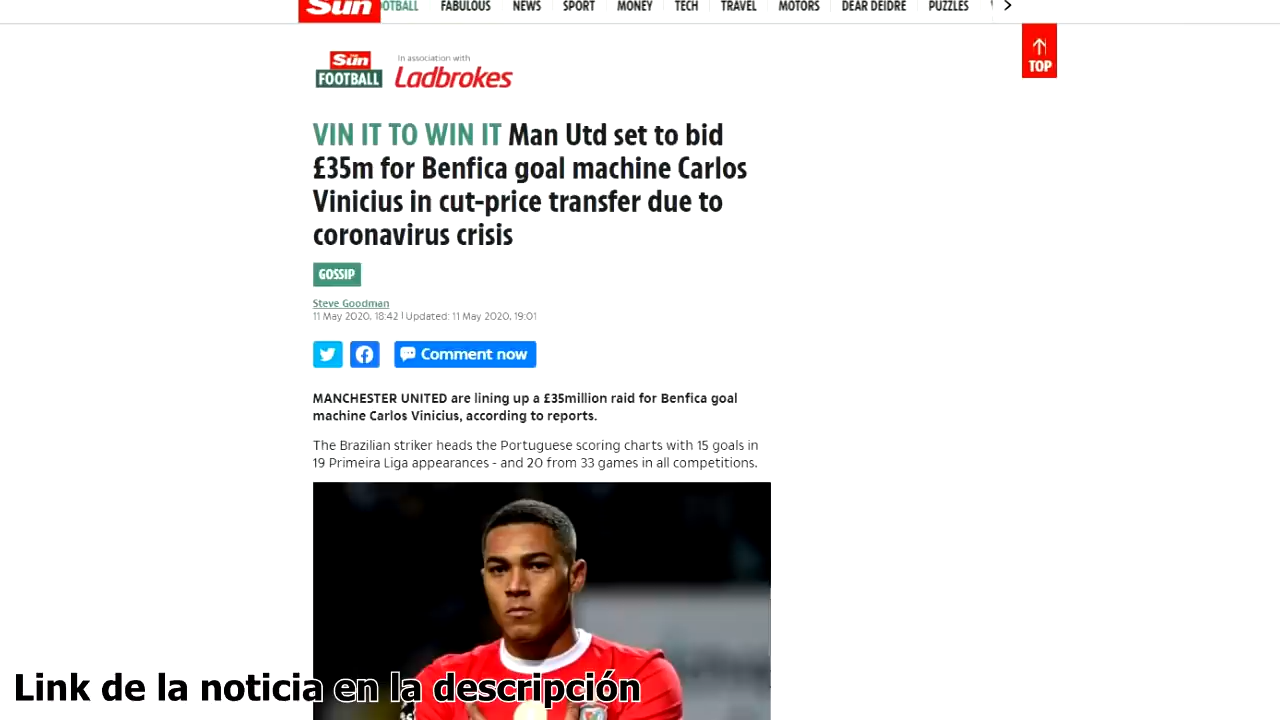 Sun
OTBALL FABULOUS NEWS SPORT MONEY TECH TRAVEL MOTORS DEAR DEIDRE PUZZLES
TOP
THE Sun
FOOTBALL
In association with
Ladbrokes
VIN IT TO WIN IT Man Utd set to bid
£35m for Benfica goal machine Carlos
Vinicius in cut-price transfer due to
coronavirus crisis
GOSSIP
Steve Goodman
11 May 2020, 18:42 | Updated: 11 May 2020, 19:01
Comment now
MANCHESTER UNITED are lining up a £35million raid for Benfica goal
machine Carlos Vinicius, according to reports.
The Brazilian striker heads the Portuguese scoring charts with 15 goals in
19 Primeira Liga appearances - and 20 from 33 games in all competitions.
Link de la noticia en la descripción